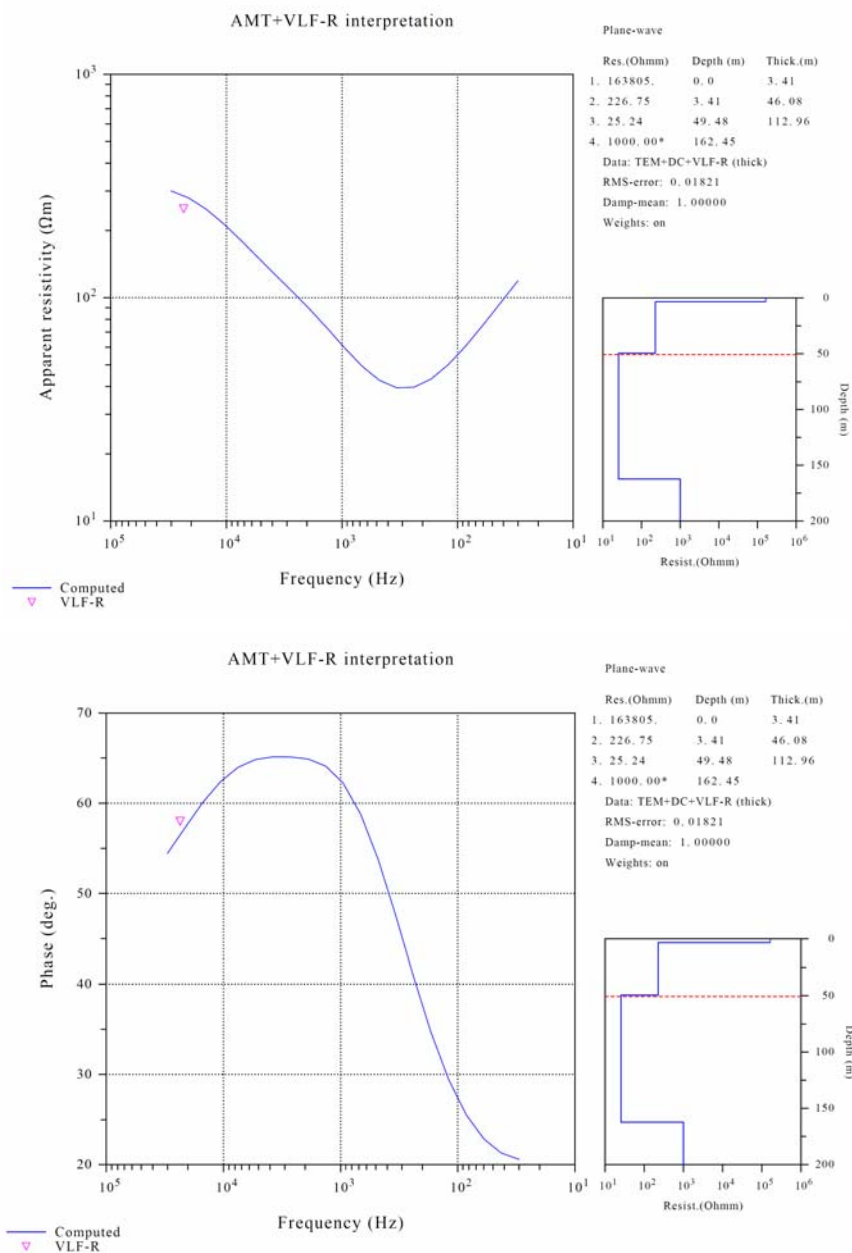 AMT+VLF-R interpretation
Plane-wave
Res.(Ohmm) Depth (m) Thick.(m)
1. 163805. 0.0 3.41
2. 226.75 3.41 46.08
3. 25.24 49.48 112.96
4. 1000.00* 162.45
Data: TEM+DC+VLF-R (thick)
RMS-error: 0.01821
Damp-mean: 1.00000
Weights: on
Apparent resistivity (Ωm)
10³
10²
10¹
10⁵ 10⁴ 10³ 10² 10¹
Frequency (Hz)
Computed
VLF-R
0
50
100
150
200
Depth (m)
10¹ 10² 10³ 10⁴ 10⁵ 10⁶
Resist.(Ohmm)
AMT+VLF-R interpretation
Plane-wave
Res.(Ohmm) Depth (m) Thick.(m)
1. 163805. 0.0 3.41
2. 226.75 3.41 46.08
3. 25.24 49.48 112.96
4. 1000.00* 162.45
Data: TEM+DC+VLF-R (thick)
RMS-error: 0.01821
Damp-mean: 1.00000
Weights: on
Phase (deg.)
70
60
50
40
30
20
10⁵ 10⁴ 10³ 10² 10¹
Frequency (Hz)
Computed
VLF-R
0
50
100
150
200
Depth (m)
10¹ 10² 10³ 10⁴ 10⁵ 10⁶
Resist.(Ohmm)